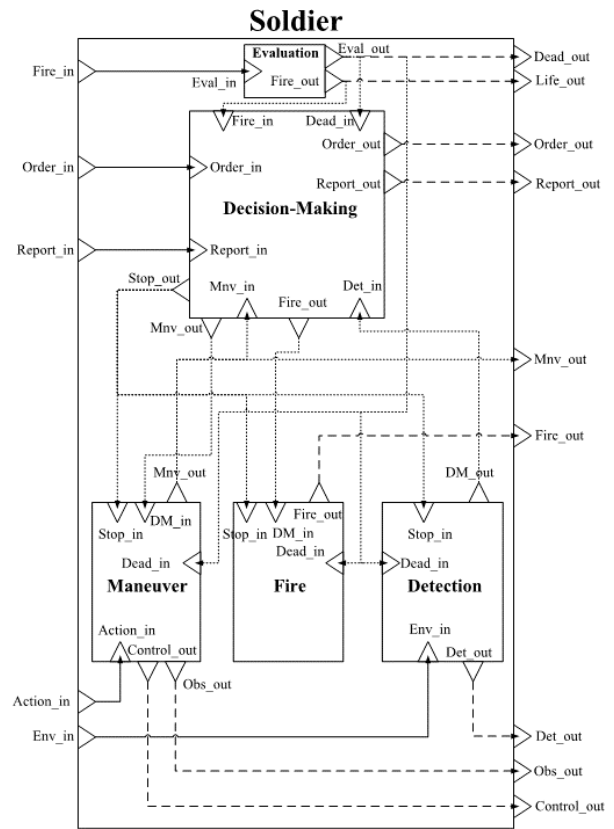 Soldier
Evaluation
Eval_out
Dead_out
Fire_in
Eval_in
Fire_out
Life_out
Fire_in
Dead_in
Order_out
Order_out
Order_in
Order_in
Report_out
Report_out
Decision-Making
Report_in
Report_in
Stop_out
Mnv_in
Det_in
Fire_out
Mnv_out
Mnv_out
Fire_out
Mnv_out
DM_out
Fire_out
DM_in
Stop_in
Stop_in
DM_in
Stop_in
Dead_in
Dead_in
Dead_in
Maneuver
Fire
Detection
Action_in
Env_in
Control_out
Det_out
Obs_out
Action_in
Env_in
Det_out
Obs_out
Control_out